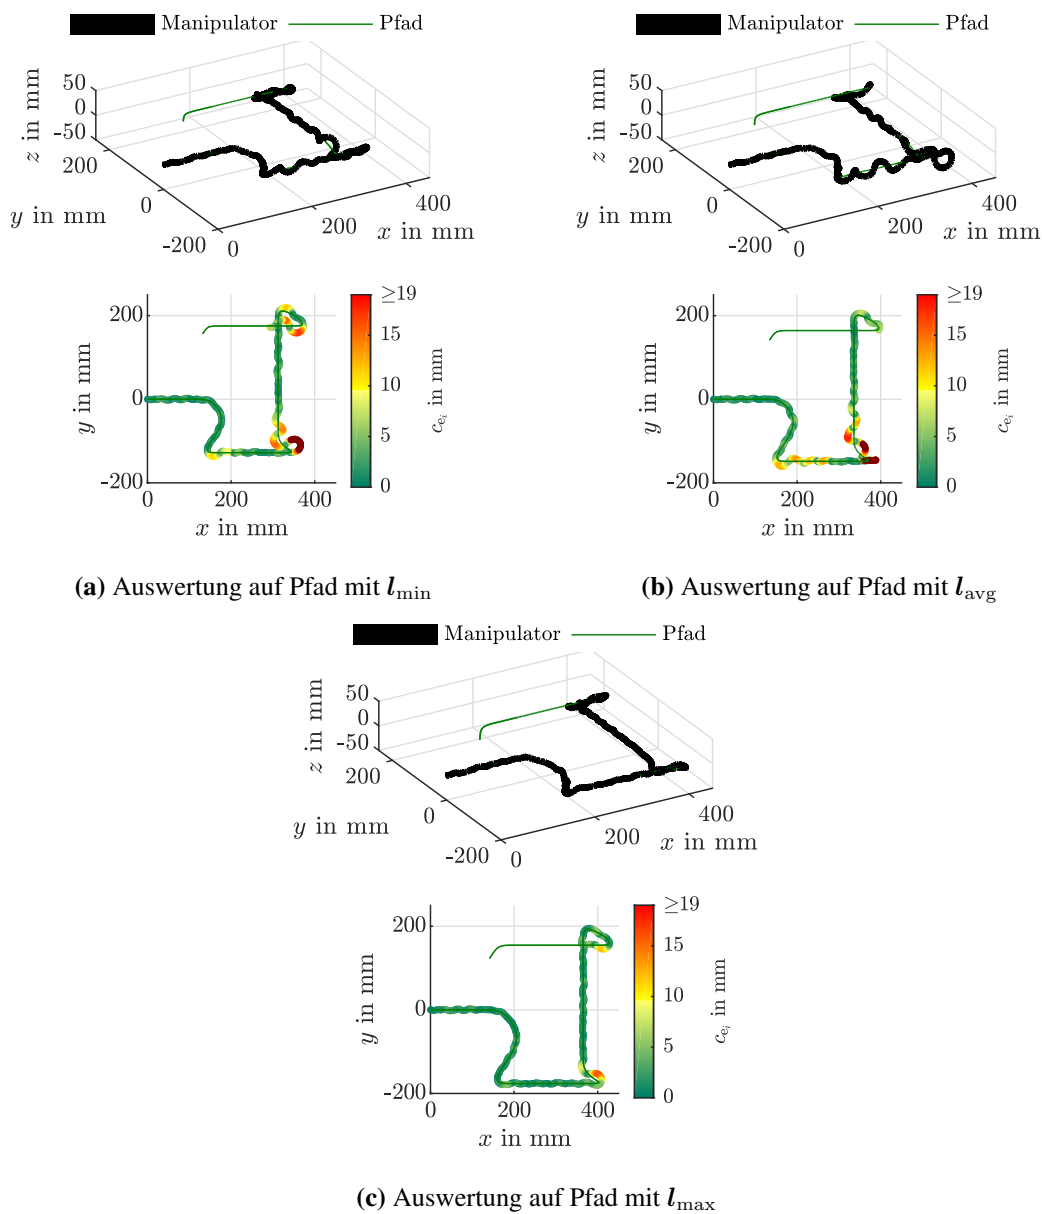 Manipulator Pfad
z in mm
50
0
-50
200
0
-200
y in mm
0
200
400
x in mm
200
0
-200
y in mm
0
200
400
x in mm
≥19
15
10
5
0
c_{e_i} in mm
(a) Auswertung auf Pfad mit l_min
Manipulator Pfad
z in mm
50
0
-50
200
0
-200
y in mm
0
200
400
x in mm
200
0
-200
y in mm
0
200
400
x in mm
≥19
15
10
5
0
c_{e_i} in mm
(b) Auswertung auf Pfad mit l_avg
Manipulator Pfad
z in mm
50
0
-50
200
0
-200
y in mm
0
200
400
x in mm
200
0
-200
y in mm
0
200
400
x in mm
≥19
15
10
5
0
c_{e_i} in mm
(c) Auswertung auf Pfad mit l_max